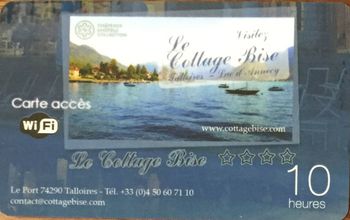 Visitez
Le
Cottage Bise
Talloires - Lac d'Annecy
Carte accès
Wi Fi
www.cottagebise.com
Le Cottage Bise
10
heures
Le Port 74290 Talloires - Tél. +33 (0)4 50 60 71 10
contact@cottagebise.com